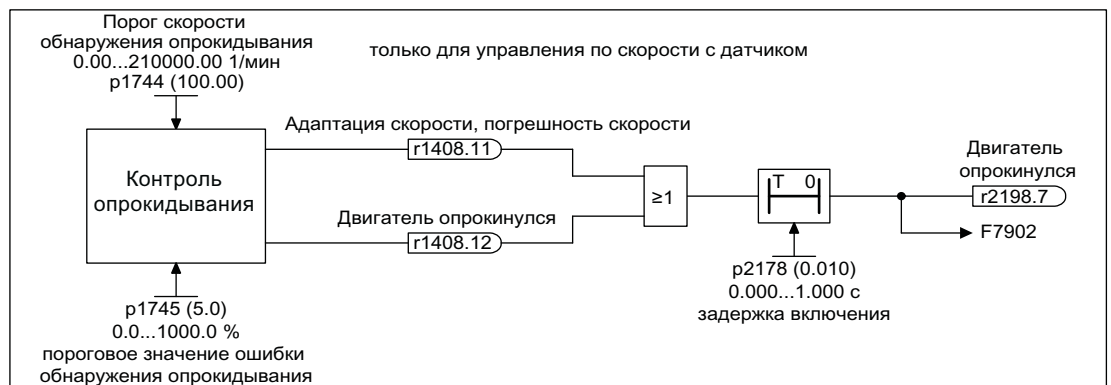 Порог скорости
обнаружения опрокидывания
0.00...210000.00 1/мин
p1744 (100.00)
только для управления по скорости с датчиком
Контроль
опрокидывания
Адаптация скорости, погрешность скорости
r1408.11
Двигатель опрокинулся
r1408.12
≥1
T 0
Двигатель
опрокинулся
r2198.7
F7902
p2178 (0.010)
0.000...1.000 с
задержка включения
p1745 (5.0)
0.0...1000.0 %
пороговое значение ошибки
обнаружения опрокидывания